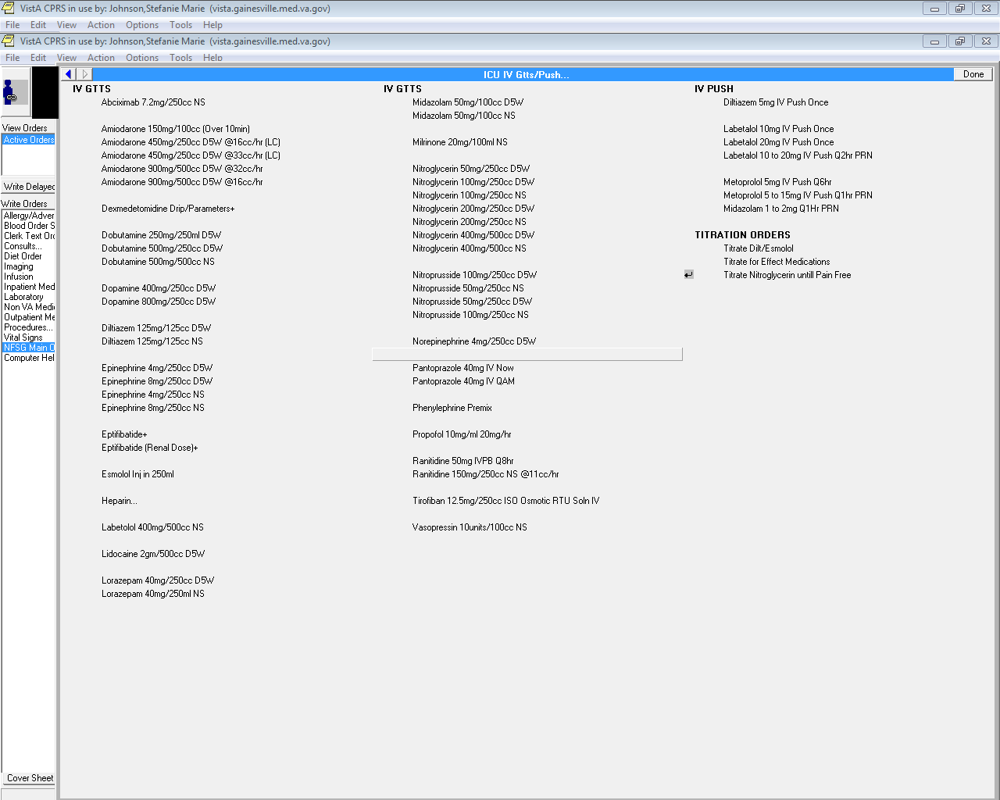 VistA CPRS in use by: Johnson,Stefanie Marie (vista.gainesville.med.va.gov)
File Edit View Action Options Tools Help
VistA CPRS in use by: Johnson,Stefanie Marie (vista.gainesville.med.va.gov)
File Edit View Action Options Tools Help
ICU IV Gtts/Push...
Done
View Orders
Active Orders
Write Delayed
Write Orders
Allergy/Adver
Blood Order S
Clerk Text Ord
Consults...
Diet Order
Imaging
Infusion
Inpatient Med
Laboratory
Non VA Medi
Outpatient Me
Procedures...
Vital Signs
NFSG Main O
Computer Hel
Cover Sheet
IV GTTS
Abciximab 7.2mg/250cc NS
Amiodarone 150mg/100cc (Over 10min)
Amiodarone 450mg/250cc D5W @16cc/hr (LC)
Amiodarone 450mg/250cc D5W @33cc/hr (LC)
Amiodarone 900mg/500cc D5W @32cc/hr
Amiodarone 900mg/500cc D5W @16cc/hr
Dexmedetomidine Drip/Parameters+
Dobutamine 250mg/250ml D5W
Dobutamine 500mg/250cc D5W
Dobutamine 500mg/500cc NS
Dopamine 400mg/250cc D5W
Dopamine 800mg/250cc D5W
Diltiazem 125mg/125cc D5W
Diltiazem 125mg/125cc NS
Epinephrine 4mg/250cc D5W
Epinephrine 8mg/250cc D5W
Epinephrine 4mg/250cc NS
Epinephrine 8mg/250cc NS
Eptifibatide+
Eptifibatide (Renal Dose)+
Esmolol Inj in 250ml
Heparin...
Labetolol 400mg/500cc NS
Lidocaine 2gm/500cc D5W
Lorazepam 40mg/250cc D5W
Lorazepam 40mg/250ml NS
IV GTTS
Midazolam 50mg/100cc D5W
Midazolam 50mg/100cc NS
Milrinone 20mg/100ml NS
Nitroglycerin 50mg/250cc D5W
Nitroglycerin 100mg/250cc D5W
Nitroglycerin 100mg/250cc NS
Nitroglycerin 200mg/250cc D5W
Nitroglycerin 200mg/250cc NS
Nitroglycerin 400mg/500cc D5W
Nitroglycerin 400mg/500cc NS
Nitroprusside 100mg/250cc D5W
Nitroprusside 50mg/250cc NS
Nitroprusside 50mg/250cc D5W
Nitroprusside 100mg/250cc NS
Norepinephrine 4mg/250cc D5W
Pantoprazole 40mg IV Now
Pantoprazole 40mg IV QAM
Phenylephrine Premix
Propofol 10mg/ml 20mg/hr
Ranitidine 50mg IVPB Q8hr
Ranitidine 150mg/250cc NS @11cc/hr
Tirofiban 12.5mg/250cc ISO Osmotic RTU Soln IV
Vasopressin 10units/100cc NS
IV PUSH
Diltiazem 5mg IV Push Once
Labetalol 10mg IV Push Once
Labetalol 20mg IV Push Once
Labetalol 10 to 20mg IV Push Q2hr PRN
Metoprolol 5mg IV Push Q6hr
Metoprolol 5 to 15mg IV Push Q1hr PRN
Midazolam 1 to 2mg Q1Hr PRN
TITRATION ORDERS
Titrate Dilt/Esmolol
Titrate for Effect Medications
Titrate Nitroglycerin untill Pain Free